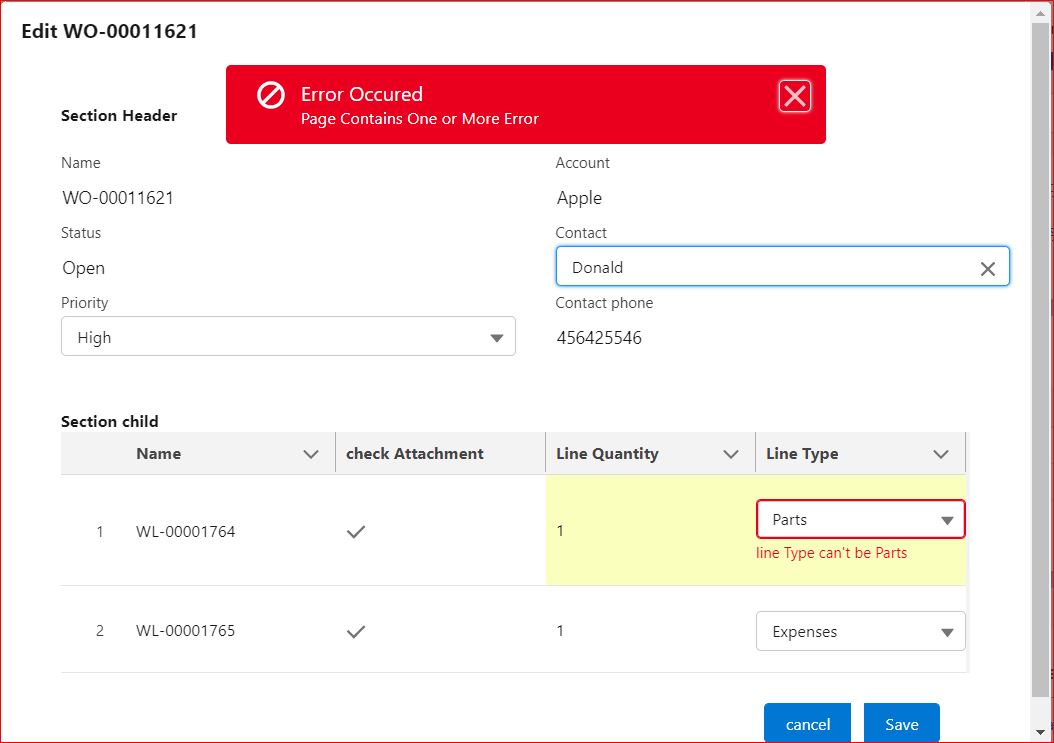 Edit WO-00011621
Error Occured
Page Contains One or More Error
Section Header
Name
Account
WO-00011621
Apple
Status
Contact
Open
Donald
Priority
Contact phone
High
456425546
Section child
Name check Attachment Line Quantity Line Type
1 WL-00001764 1 Parts
line Type can't be Parts
2 WL-00001765 1 Expenses
cancel Save